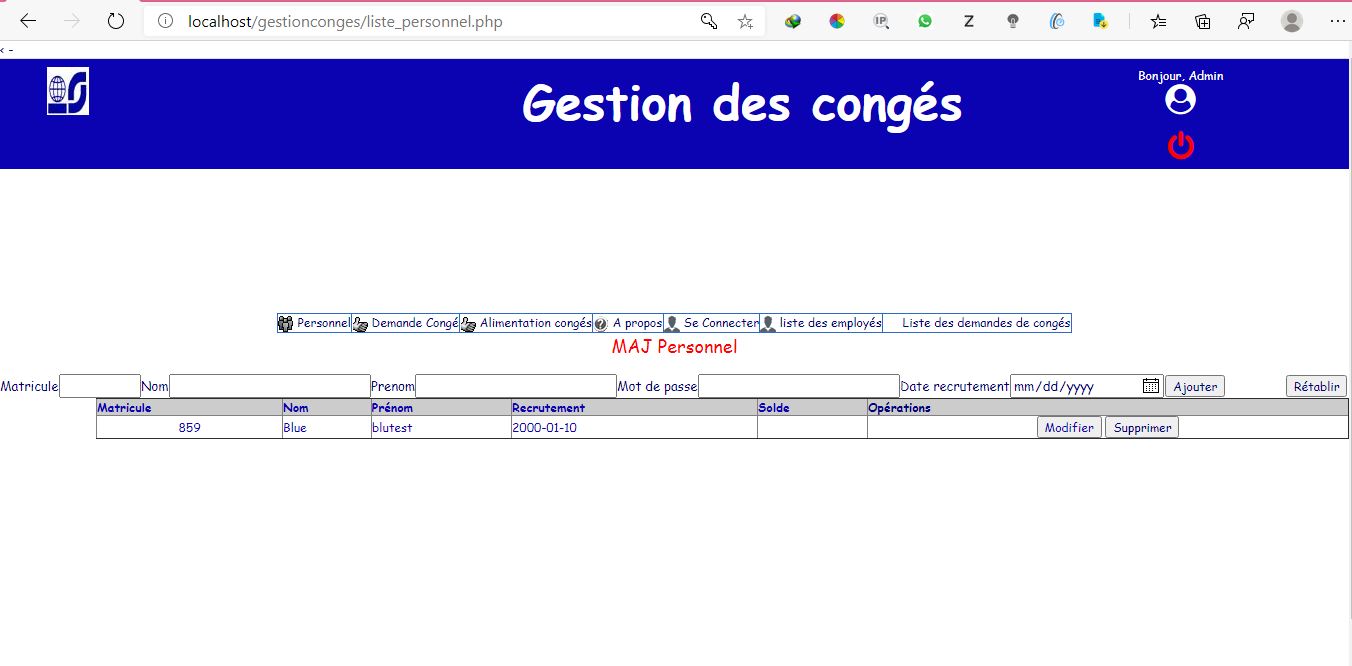 localhost/gestionconges/liste_personnel.php
IP
Z
< -
Bonjour, Admin
Gestion des congés
Personnel Demande Congé Alimentation congés A propos Se Connecter liste des employés Liste des demandes de congés
MAJ Personnel
Matricule Nom Prenom Mot de passe Date recrutement mm/dd/yyyy Ajouter Rétablir
Matricule Nom Prénom Recrutement Solde Opérations
859 Blue blutest 2000-01-10 Modifier Supprimer